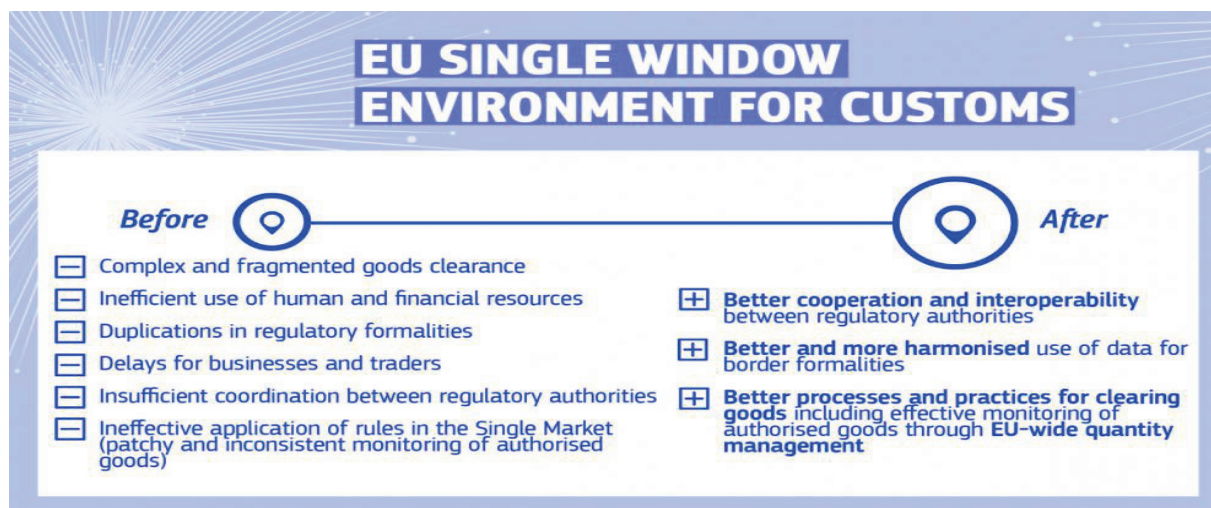 EU SINGLE WINDOW
ENVIRONMENT FOR CUSTOMS
Before
Complex and fragmented goods clearance
Inefficient use of human and financial resources
Duplications in regulatory formalities
Delays for businesses and traders
Insufficient coordination between regulatory authorities
Ineffective application of rules in the Single Market
(patchy and inconsistent monitoring of authorised
goods)
After
Better cooperation and interoperability
between regulatory authorities
Better and more harmonised use of data for
border formalities
Better processes and practices for clearing
goods including effective monitoring of
authorised goods through EU-wide quantity
management